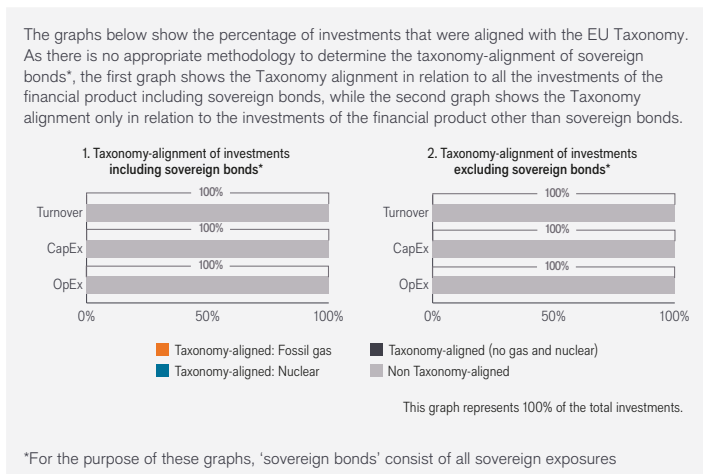 The graphs below show the percentage of investments that were aligned with the EU Taxonomy.
As there is no appropriate methodology to determine the taxonomy-alignment of sovereign
bonds*, the first graph shows the Taxonomy alignment in relation to all the investments of the
financial product including sovereign bonds, while the second graph shows the Taxonomy
alignment only in relation to the investments of the financial product other than sovereign bonds.
1. Taxonomy-alignment of investments
including sovereign bonds*
100%
Turnover
100%
CapEx
100%
OpEx
0% 50% 100%
2. Taxonomy-alignment of investments
excluding sovereign bonds*
100%
Turnover
100%
CapEx
100%
OpEx
0% 50% 100%
Taxonomy-aligned: Fossil gas
Taxonomy-aligned: Nuclear
Taxonomy-aligned (no gas and nuclear)
Non Taxonomy-aligned
This graph represents 100% of the total investments.
*For the purpose of these graphs, ‘sovereign bonds’ consist of all sovereign exposures